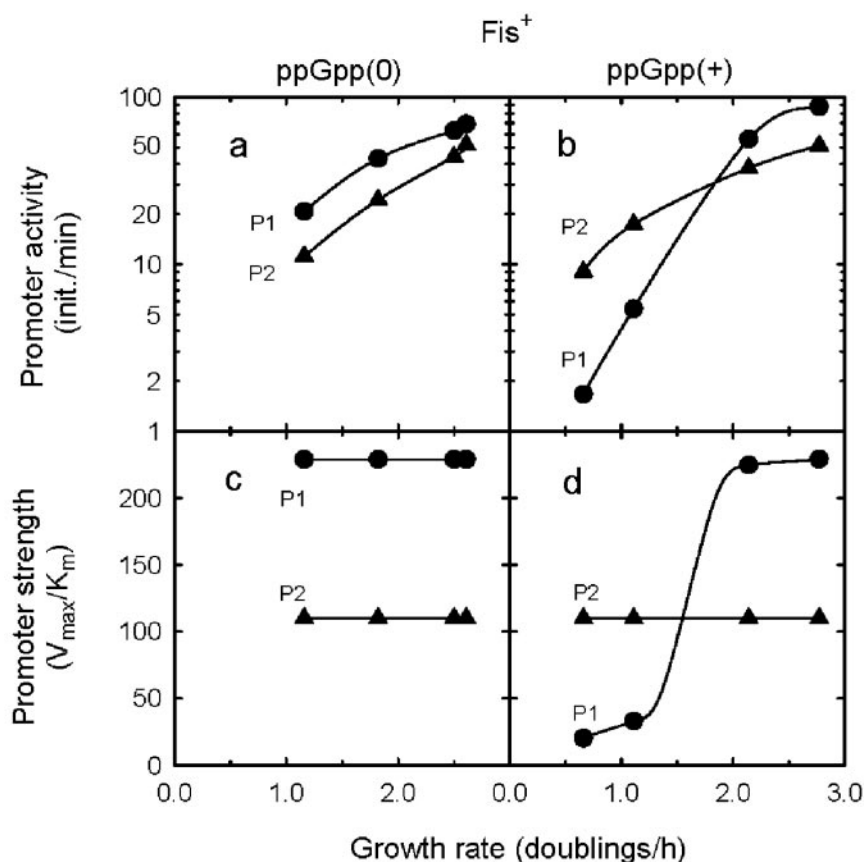 Fis⁺
ppGpp(0)
ppGpp(+)
Promoter activity
(init./min)
100
50
20
10
5
2
1
a
P1
P2
b
P2
P1
Promoter strength
(V_max/K_m)
200
150
100
50
0
c
P1
P2
d
P2
P1
0.0 1.0 2.0 0.0 1.0 2.0 3.0
Growth rate (doublings/h)